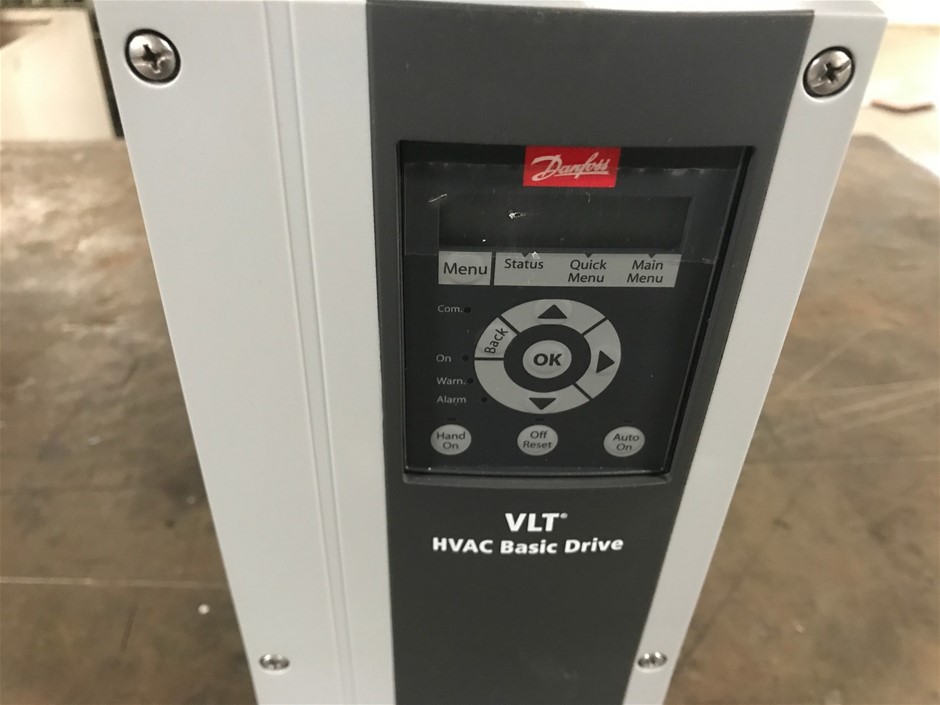 Danfoss
Menu
Status
Quick
Menu
Main
Menu
Com.
Back
On
OK
Warn.
Alarm
Hand
On
Off
Reset
Auto
On
VLT®
HVAC Basic Drive